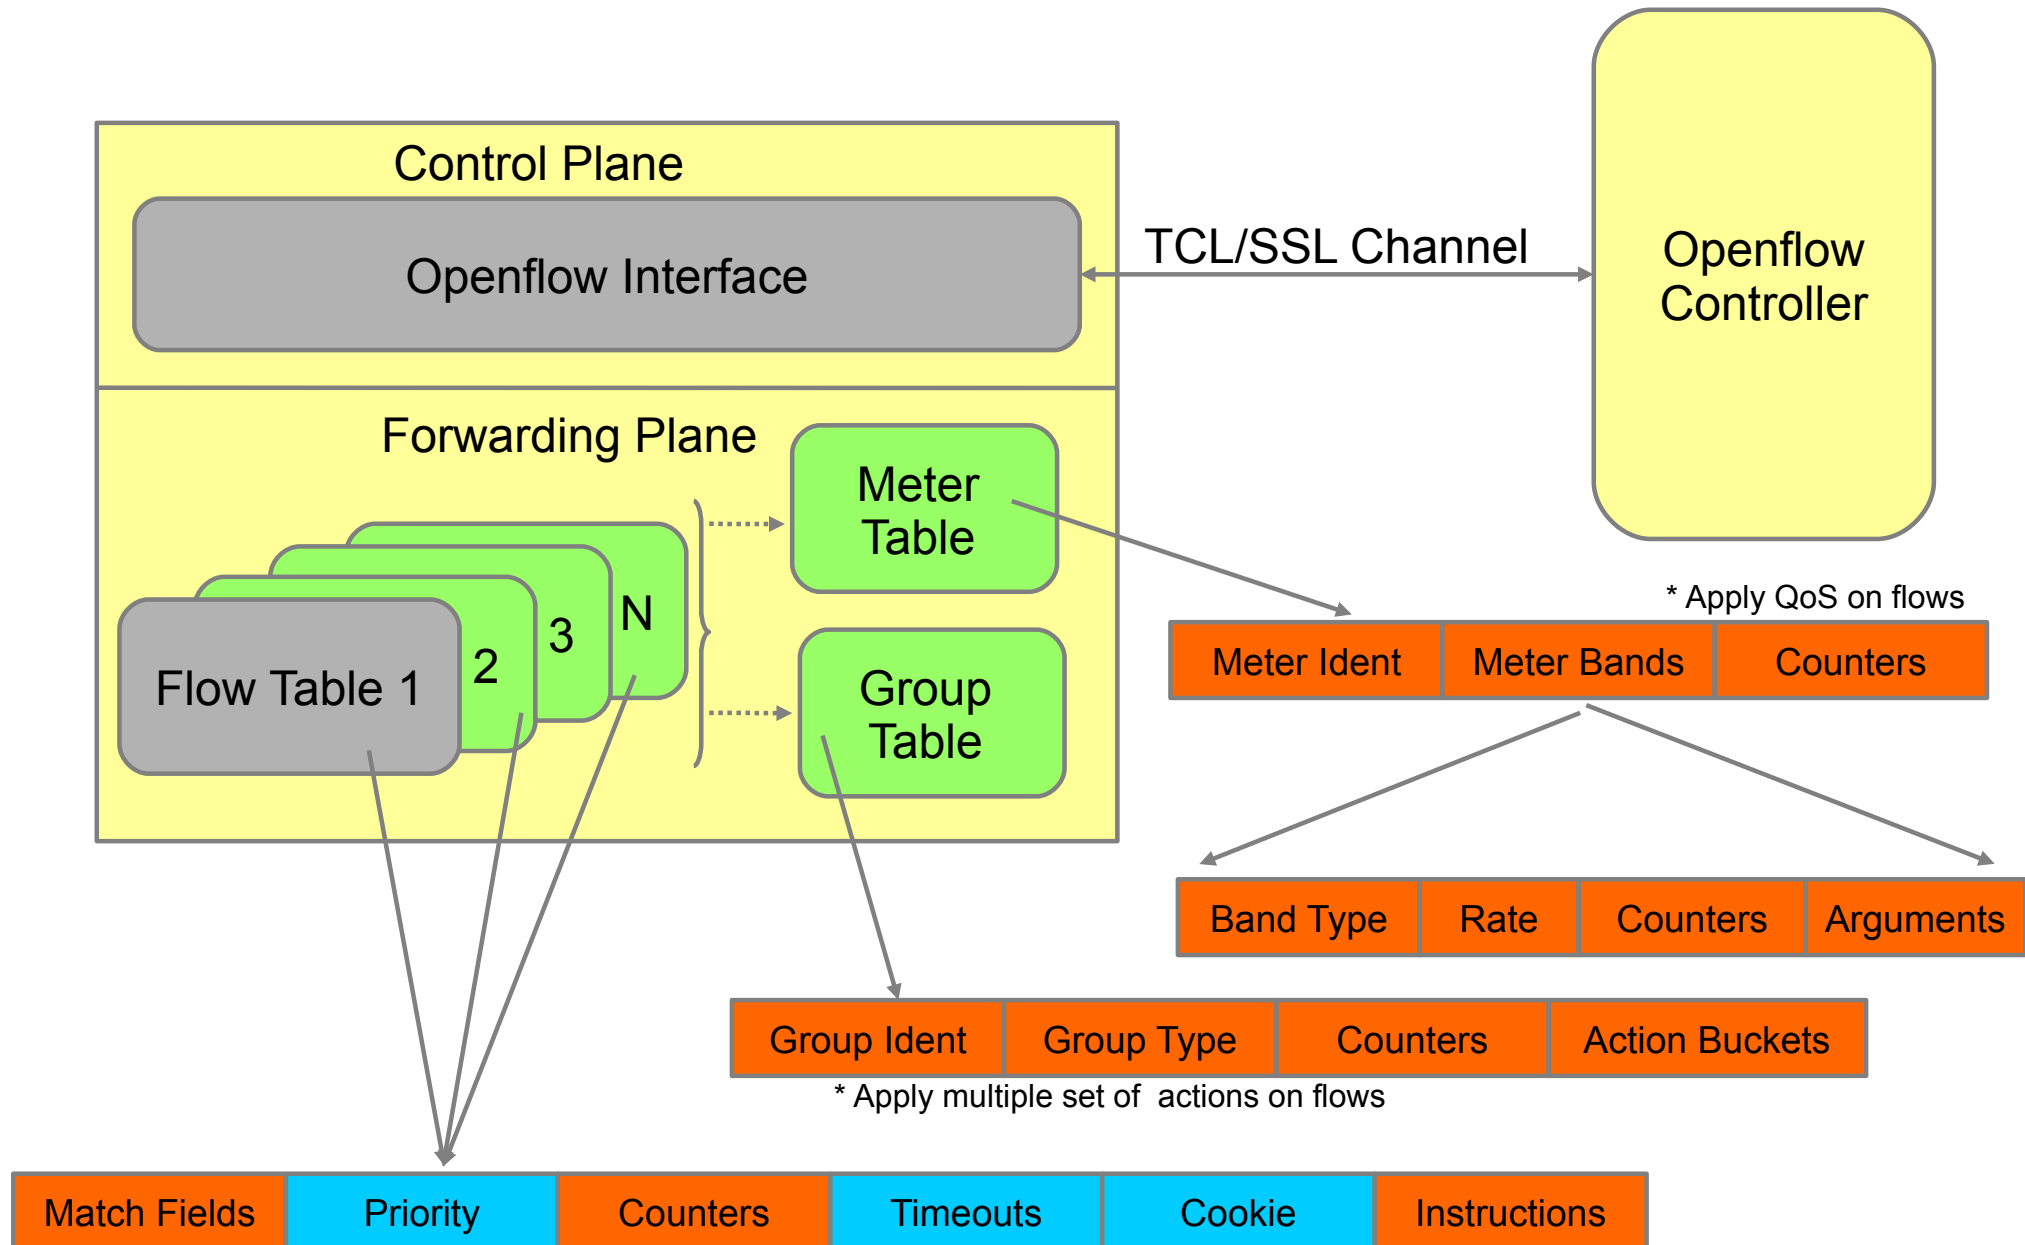 Control Plane
Openflow Interface
TCL/SSL Channel
Openflow
Controller
Forwarding Plane
Meter
Table
Flow Table 1
2
3
N
Group
Table
* Apply QoS on flows
Meter Ident
Meter Bands
Counters
Band Type
Rate
Counters
Arguments
Group Ident
Group Type
Counters
Action Buckets
* Apply multiple set of  actions on flows
Match Fields
Priority
Counters
Timeouts
Cookie
Instructions